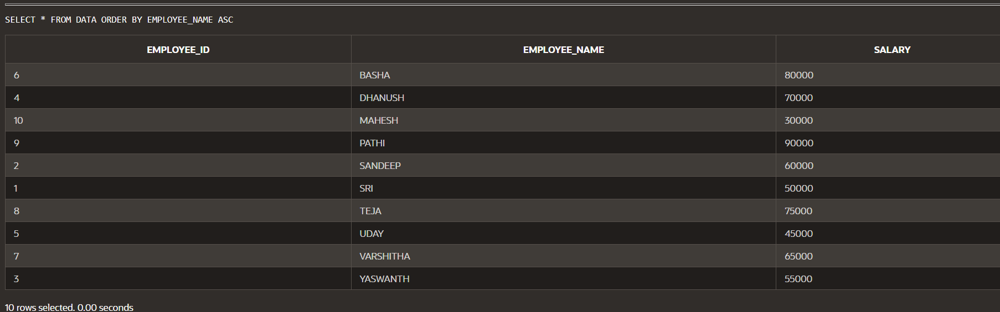 SELECT * FROM DATA ORDER BY EMPLOYEE_NAME ASC
EMPLOYEE_ID EMPLOYEE_NAME SALARY
6 BASHA 80000
4 DHANUSH 70000
10 MAHESH 30000
9 PATHI 90000
2 SANDEEP 60000
1 SRI 50000
8 TEJA 75000
5 UDAY 45000
7 VARSHITHA 65000
3 YASWANTH 55000
10 rows selected. 0.00 seconds